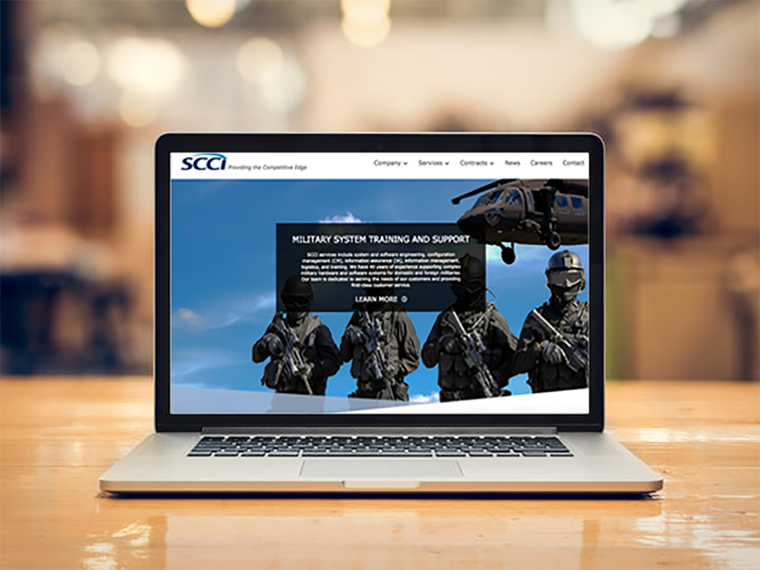 SCCI Providing the Competitive Edge
Company Services Contracts News Careers Contact
MILITARY SYSTEM TRAINING AND SUPPORT
SCCI services include system and software engineering, configuration
management (CM), information assurance (IA), information management,
logistics, and training. We have 40 years of experience supporting complex
military hardware and software systems for domestic and foreign militaries.
Our team is dedicated to serving the needs of our customers and providing
first-class customer service.
LEARN MORE